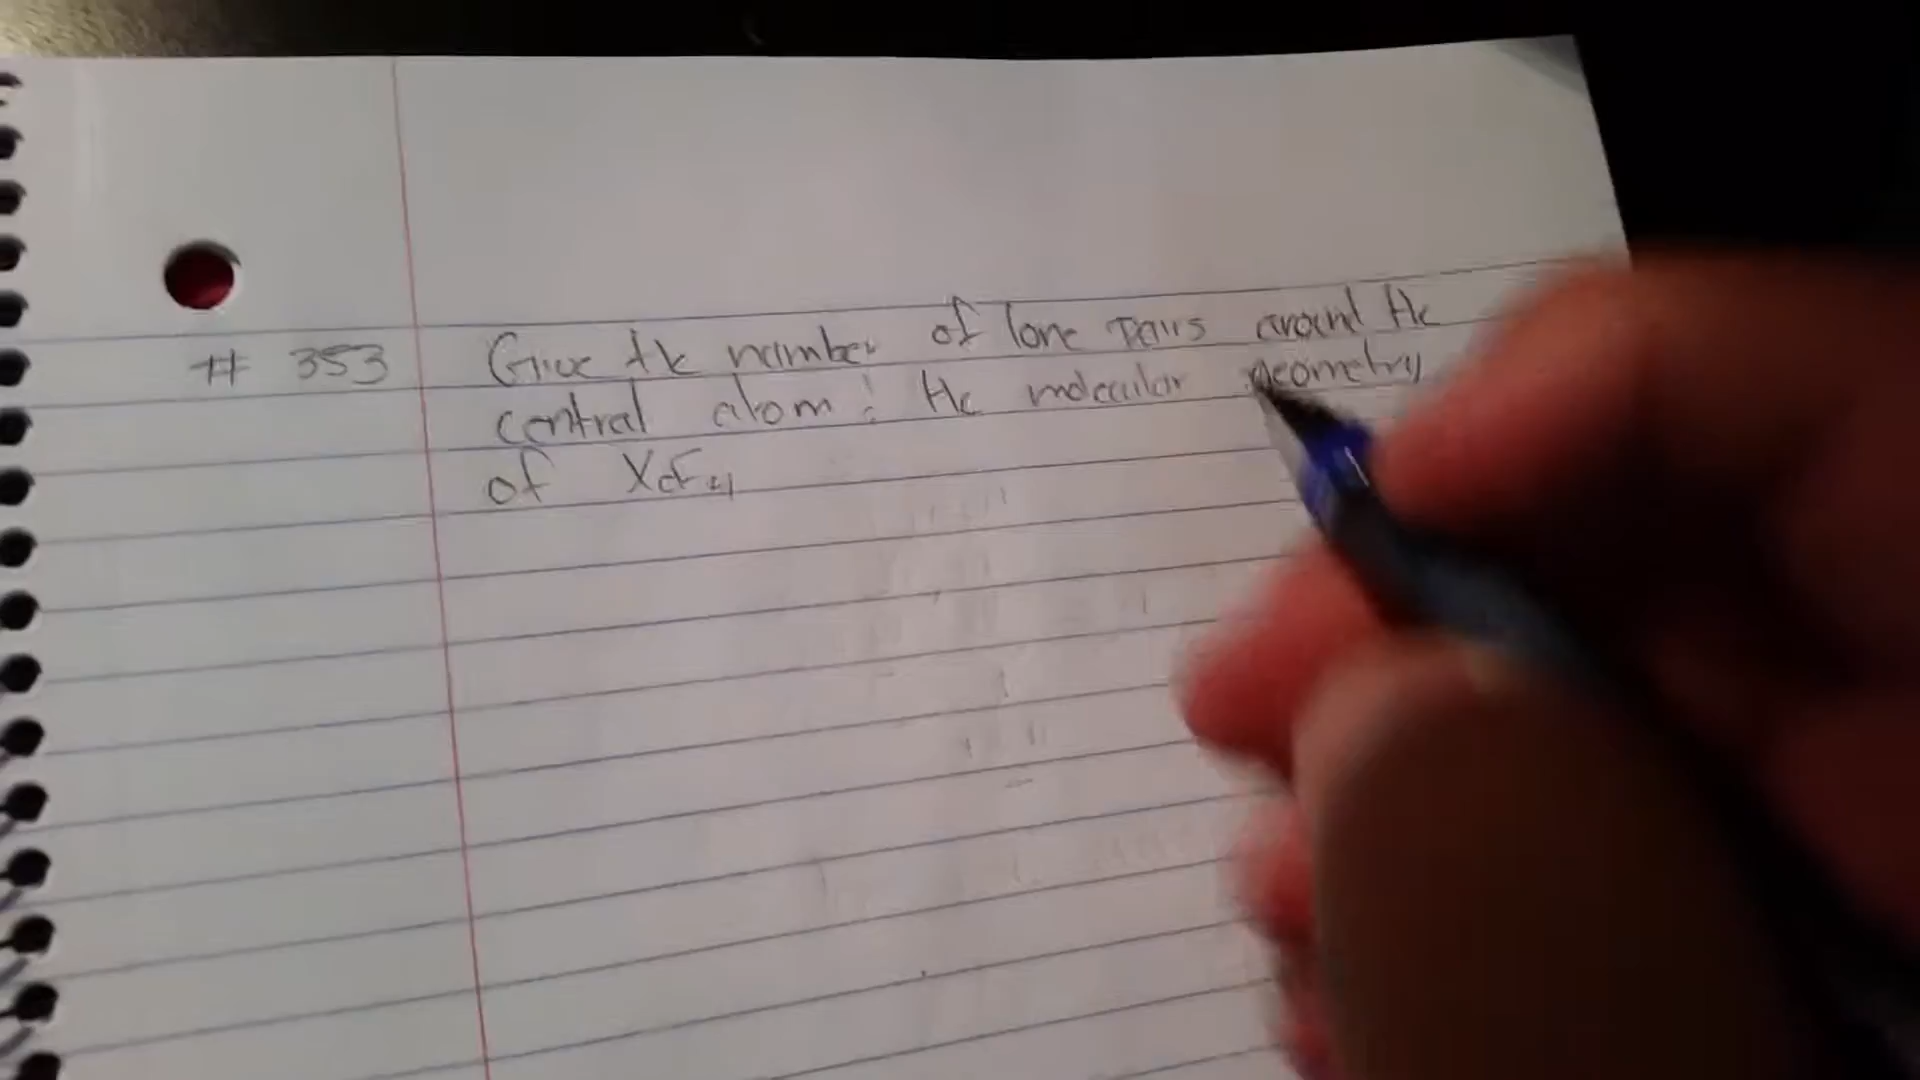 # 353 Give the number of lone pairs around the
central atom & the molecular geometry
of XeF4